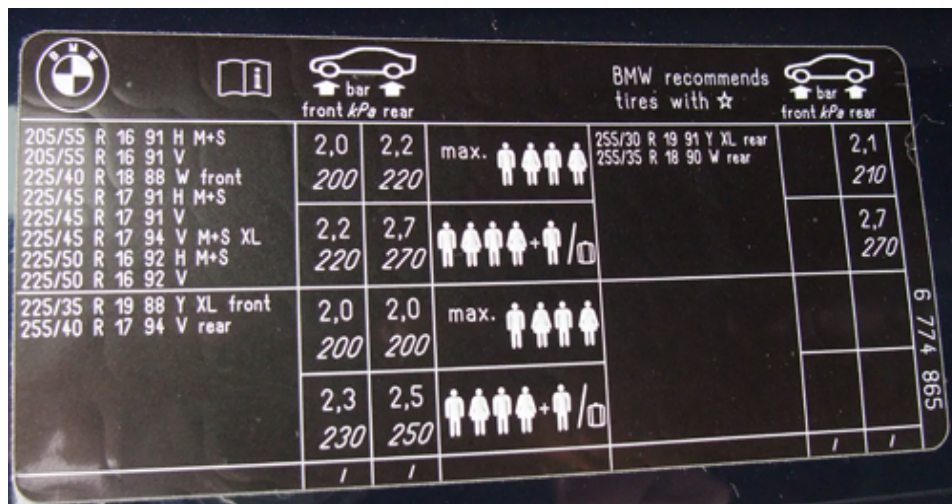 BMW
i
bar
front kPa rear
BMW recommends
tires with ☆
bar
front kPa rear
205/55 R 16 91 H M+S
205/55 R 16 91 V
225/40 R 18 88 W front
225/45 R 17 91 H M+S
225/45 R 17 91 V
225/45 R 17 94 V M+S XL
225/50 R 16 92 H M+S
225/50 R 16 92 V
2,0 2,2
200 220
max.
2,2 2,7
220 270
+ /
255/30 R 19 91 Y XL rear
255/35 R 18 90 W rear
2,1
210
2,7
270
225/35 R 19 88 Y XL front
255/40 R 17 94 V rear
2,0 2,0
200 200
max.
2,3 2,5
230 250
+ /
/ /
/ /
6 774 865